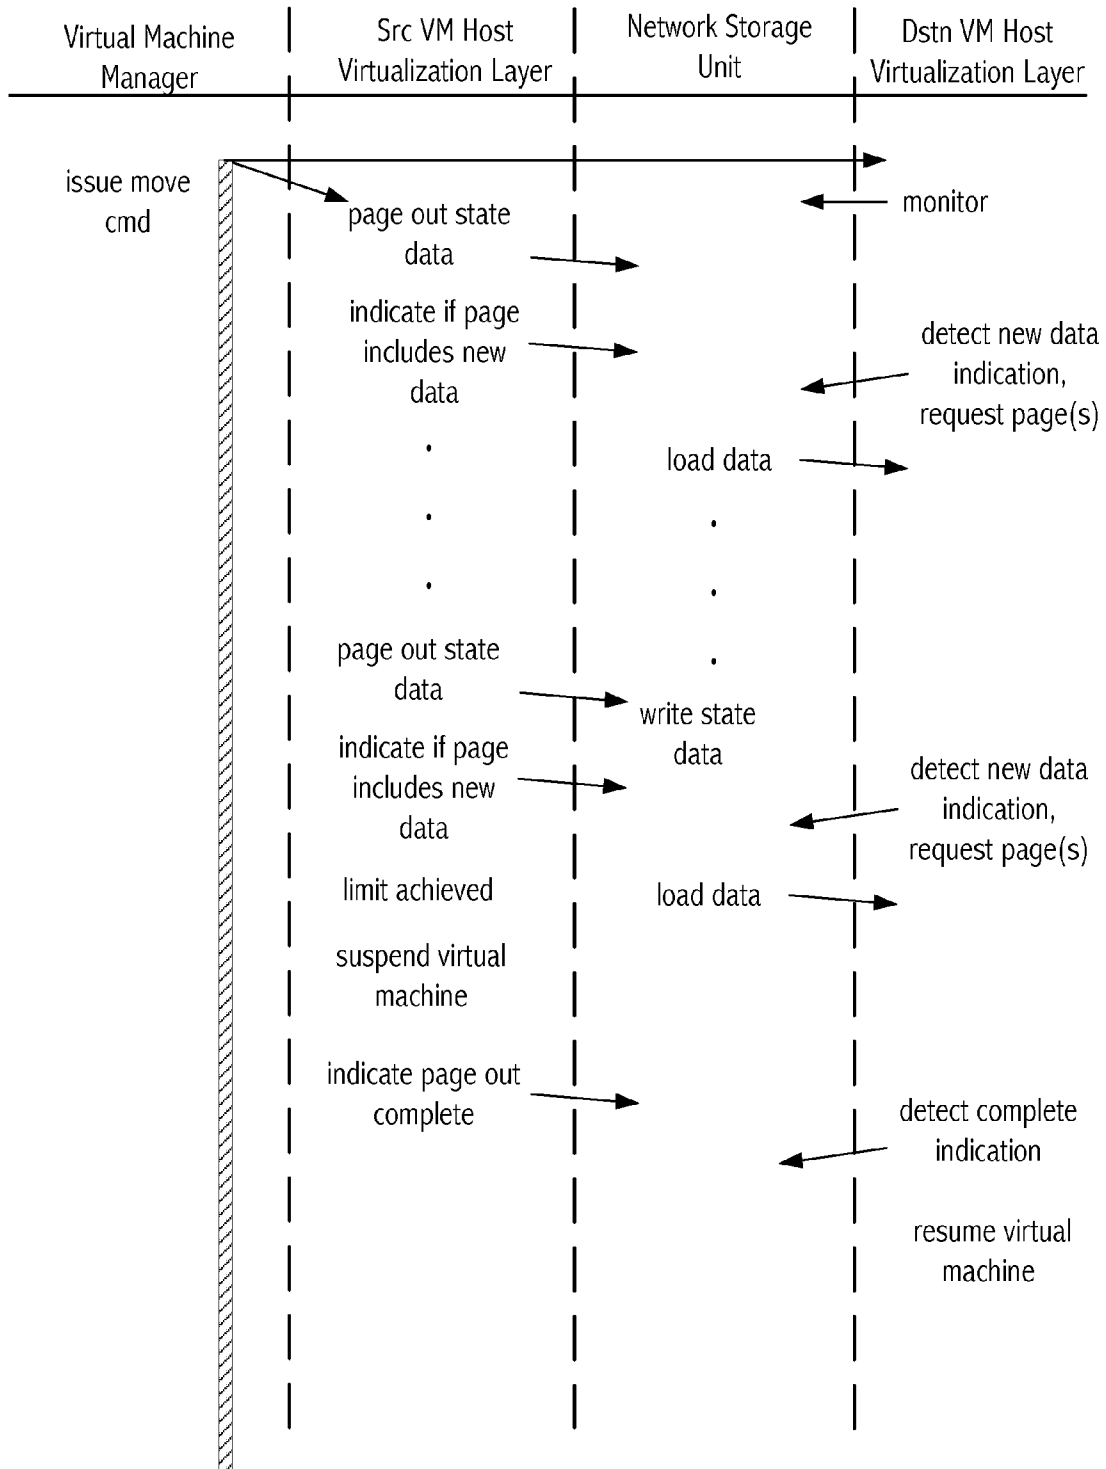 Virtual Machine
Manager
Src VM Host
Virtualization Layer
Network Storage
Unit
Dstn VM Host
Virtualization Layer
issue move
cmd
monitor
page out state
data
indicate if page
includes new
data
detect new data
indication,
request page(s)
load data
page out state
data
write state
data
indicate if page
includes new
data
detect new data
indication,
request page(s)
limit achieved
load data
suspend virtual
machine
indicate page out
complete
detect complete
indication
resume virtual
machine